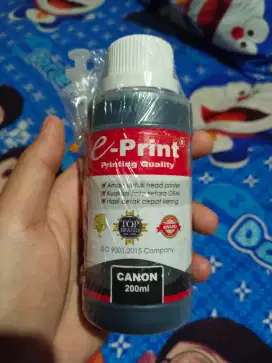 e-Print®
Printing Quality
Aman untuk head printer
Kualitas tinta setara OEM
Hasil cetak cepat kering
TOP
BRAND
AWARD
ISO 9001:2015 Company
CANON
200ml